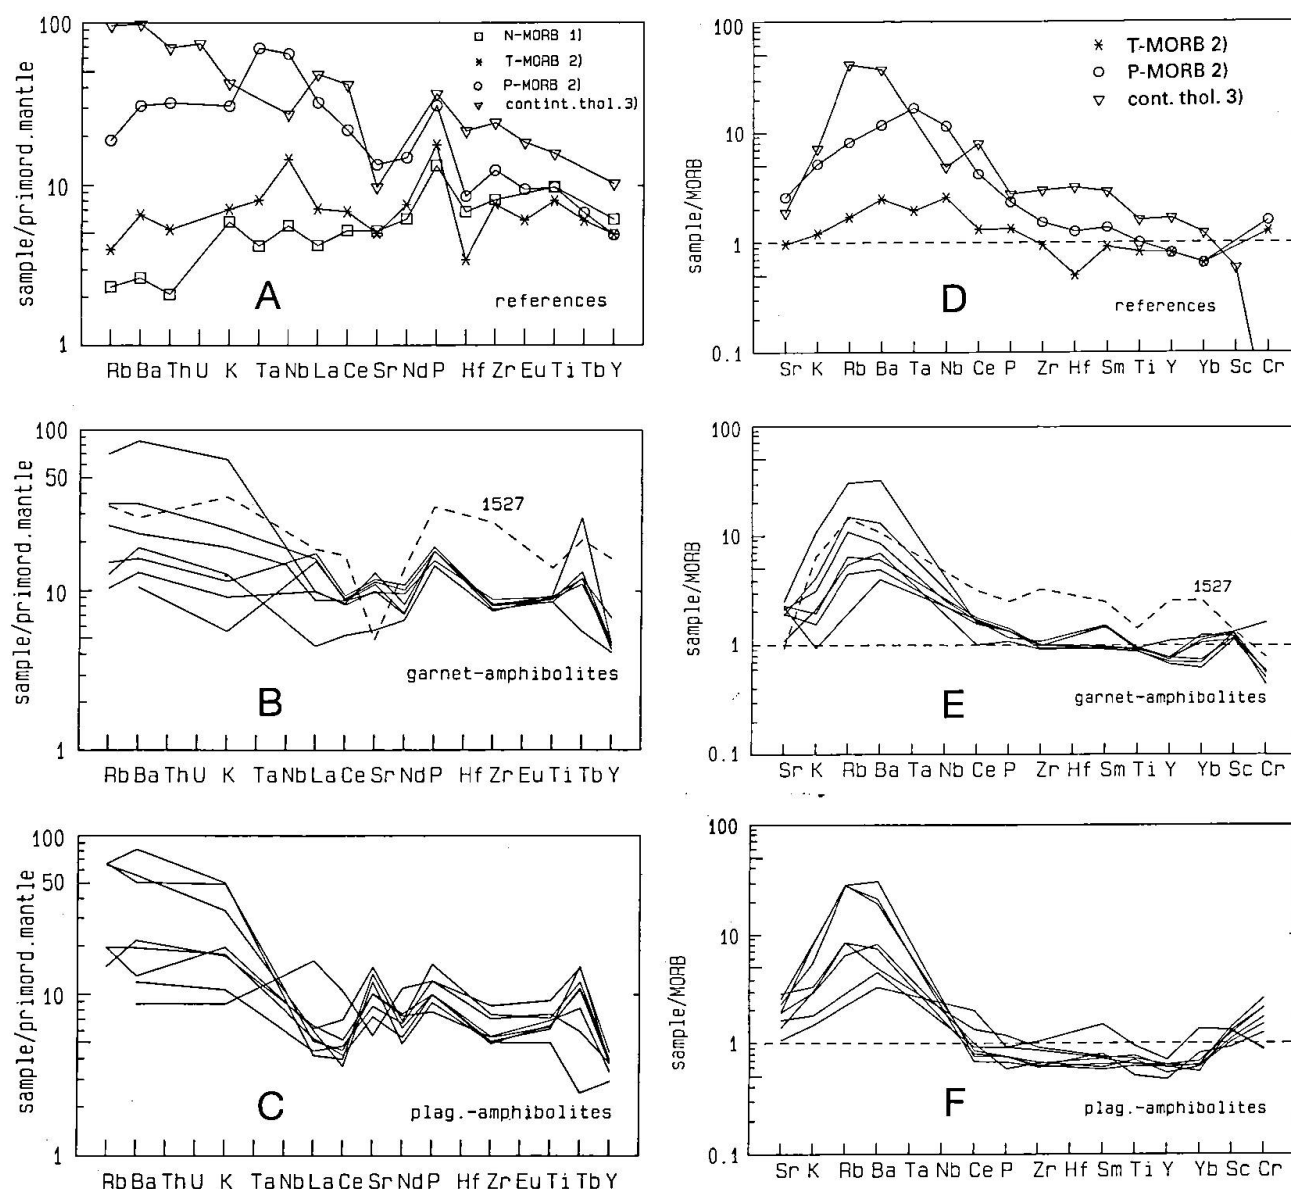 100
10
1
sample/primord.mantle
N-MORB 1)
T-MORB 2)
P-MORB 2)
contint.thol.3)
A
references
Rb Ba Th U K Ta Nb La Ce Sr Nd P Hf Zr Eu Ti Tb Y
100
10
1
0.1
sample/MORB
T-MORB 2)
P-MORB 2)
cont. thol. 3)
D
references
Sr K Rb Ba Ta Nb Ce P Zr Hf Sm Ti Y Yb Sc Cr
100
50
10
1
sample/primord.mantle
1527
garnet-amphibolites
B
Rb Ba Th U K Ta Nb La Ce Sr Nd P Hf Zr Eu Ti Tb Y
100
10
1
0.1
sample/MORB
1527
garnet-amphibolites
E
Sr K Rb Ba Ta Nb Ce P Zr Hf Sm Ti Y Yb Sc Cr
100
50
10
1
sample/primord.mantle
C
plag.-amphibolites
Rb Ba Th U K Ta Nb La Ce Sr Nd P Hf Zr Eu Ti Tb Y
100
10
1
0.1
sample/MORB
F
plag.-amphibolites
Sr K Rb Ba Ta Nb Ce P Zr Hf Sm Ti Y Yb Sc Cr